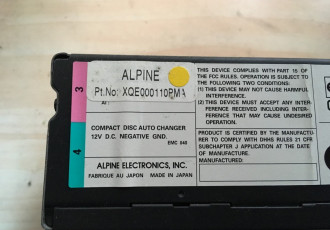 ALPINE
Pt.No: XQE000110PMA
COMPACT DISC AUTO CHANGER
12V D.C. NEGATIVE GND.
EMC 040
ALPINE ELECTRONICS, INC.
FABRIQUE AU JAPON MADE IN JAPAN
3
4
THIS DEVICE COMPLIES WITH PART 15 OF
THE FCC RULES. OPERATION IS SUBJECT TO
THE FOLLOWING TWO CONDITIONS:
(1) THIS DEVICE MAY NOT CAUSE HARMFUL
INTERFERENCE.
(2) THIS DEVICE MUST ACCEPT ANY INTER-
FERENCE RECEIVED INCLUDING INTER-
FERENCE THAT MAY CAUSE UNDESIRED
OPERATION.
PRODUCT IS CERTIFIED BY THE MANUFACTU-
RER TO COMPLY WITH DHHS RULES 21 CFR
SUBCHAPTER J APPLICABLE AT THE DATE
OF MANUFACTURE.
MANUFACTURED: